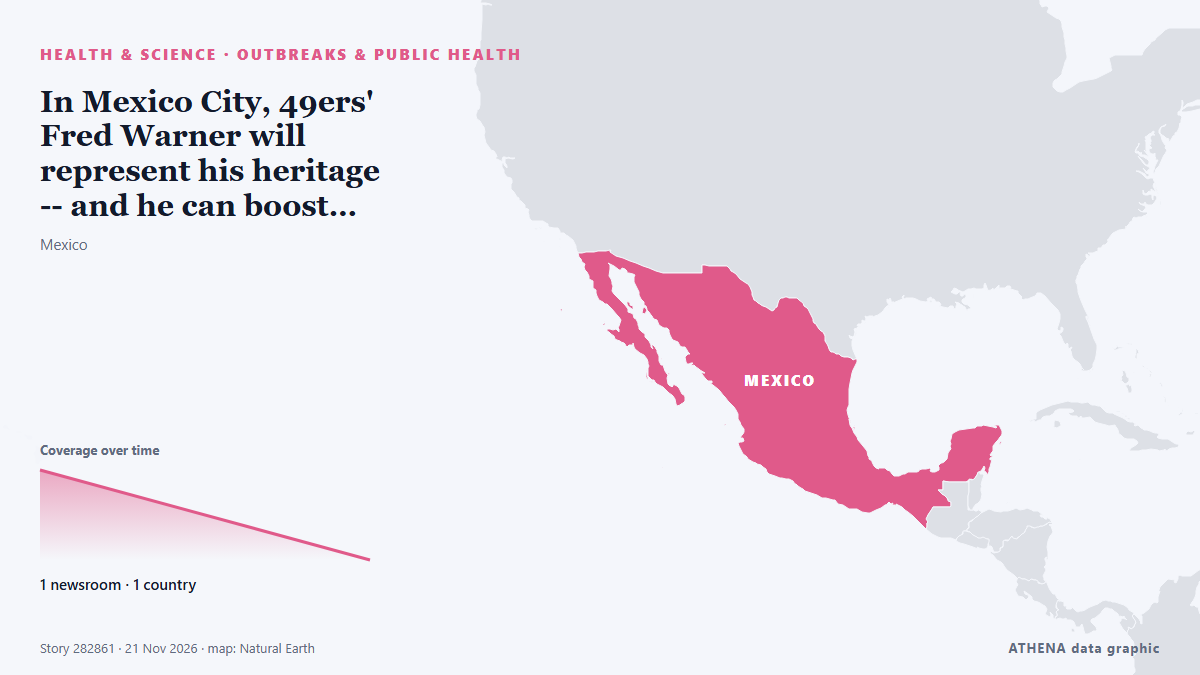 HEALTH & SCIENCE · OUTBREAKS & PUBLIC HEALTH
In Mexico City, 49ers'
Fred Warner will
represent his heritage
-- and he can boost...
Mexico
MEXICO
Coverage over time
1 newsroom · 1 country
Story 282861 · 21 Nov 2026 · map: Natural Earth
ATHENA data graphic